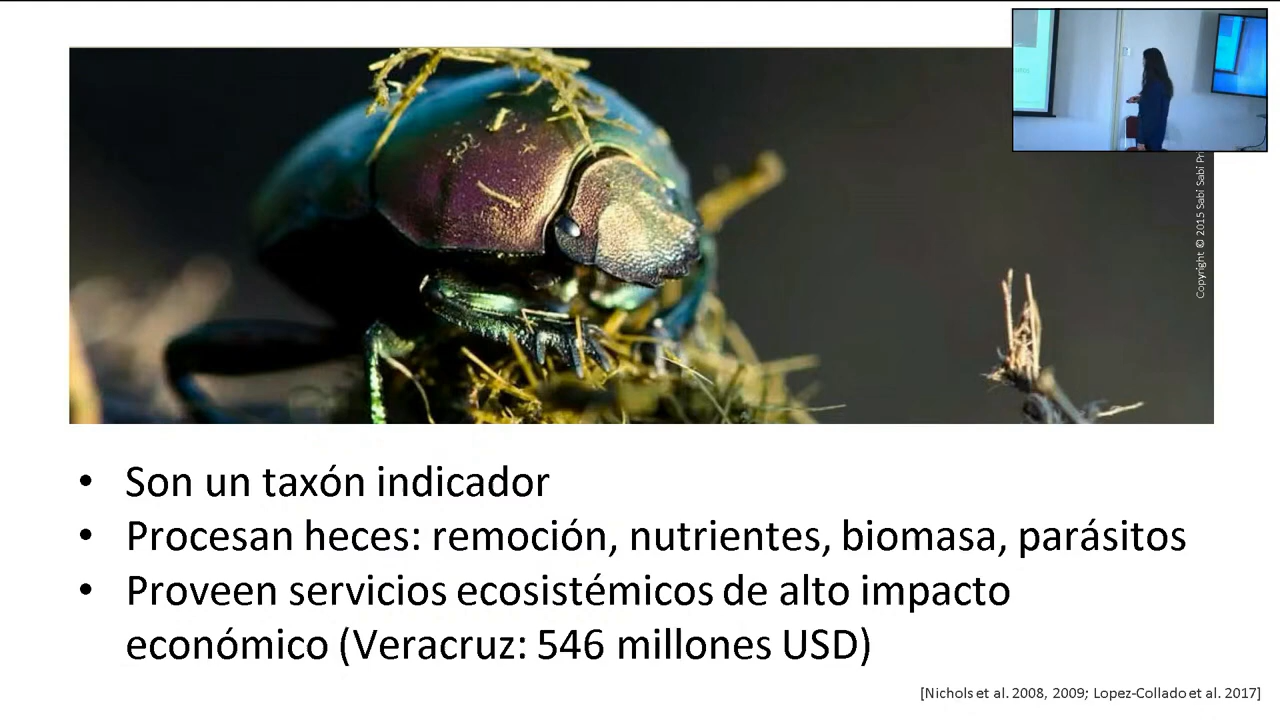 Copyright © 2015 Sabi Sabi
• Son un taxón indicador
• Procesan heces: remoción, nutrientes, biomasa, parásitos
• Proveen servicios ecosistémicos de alto impacto
económico (Veracruz: 546 millones USD)
[Nichols et al. 2008, 2009; Lopez-Collado et al. 2017]